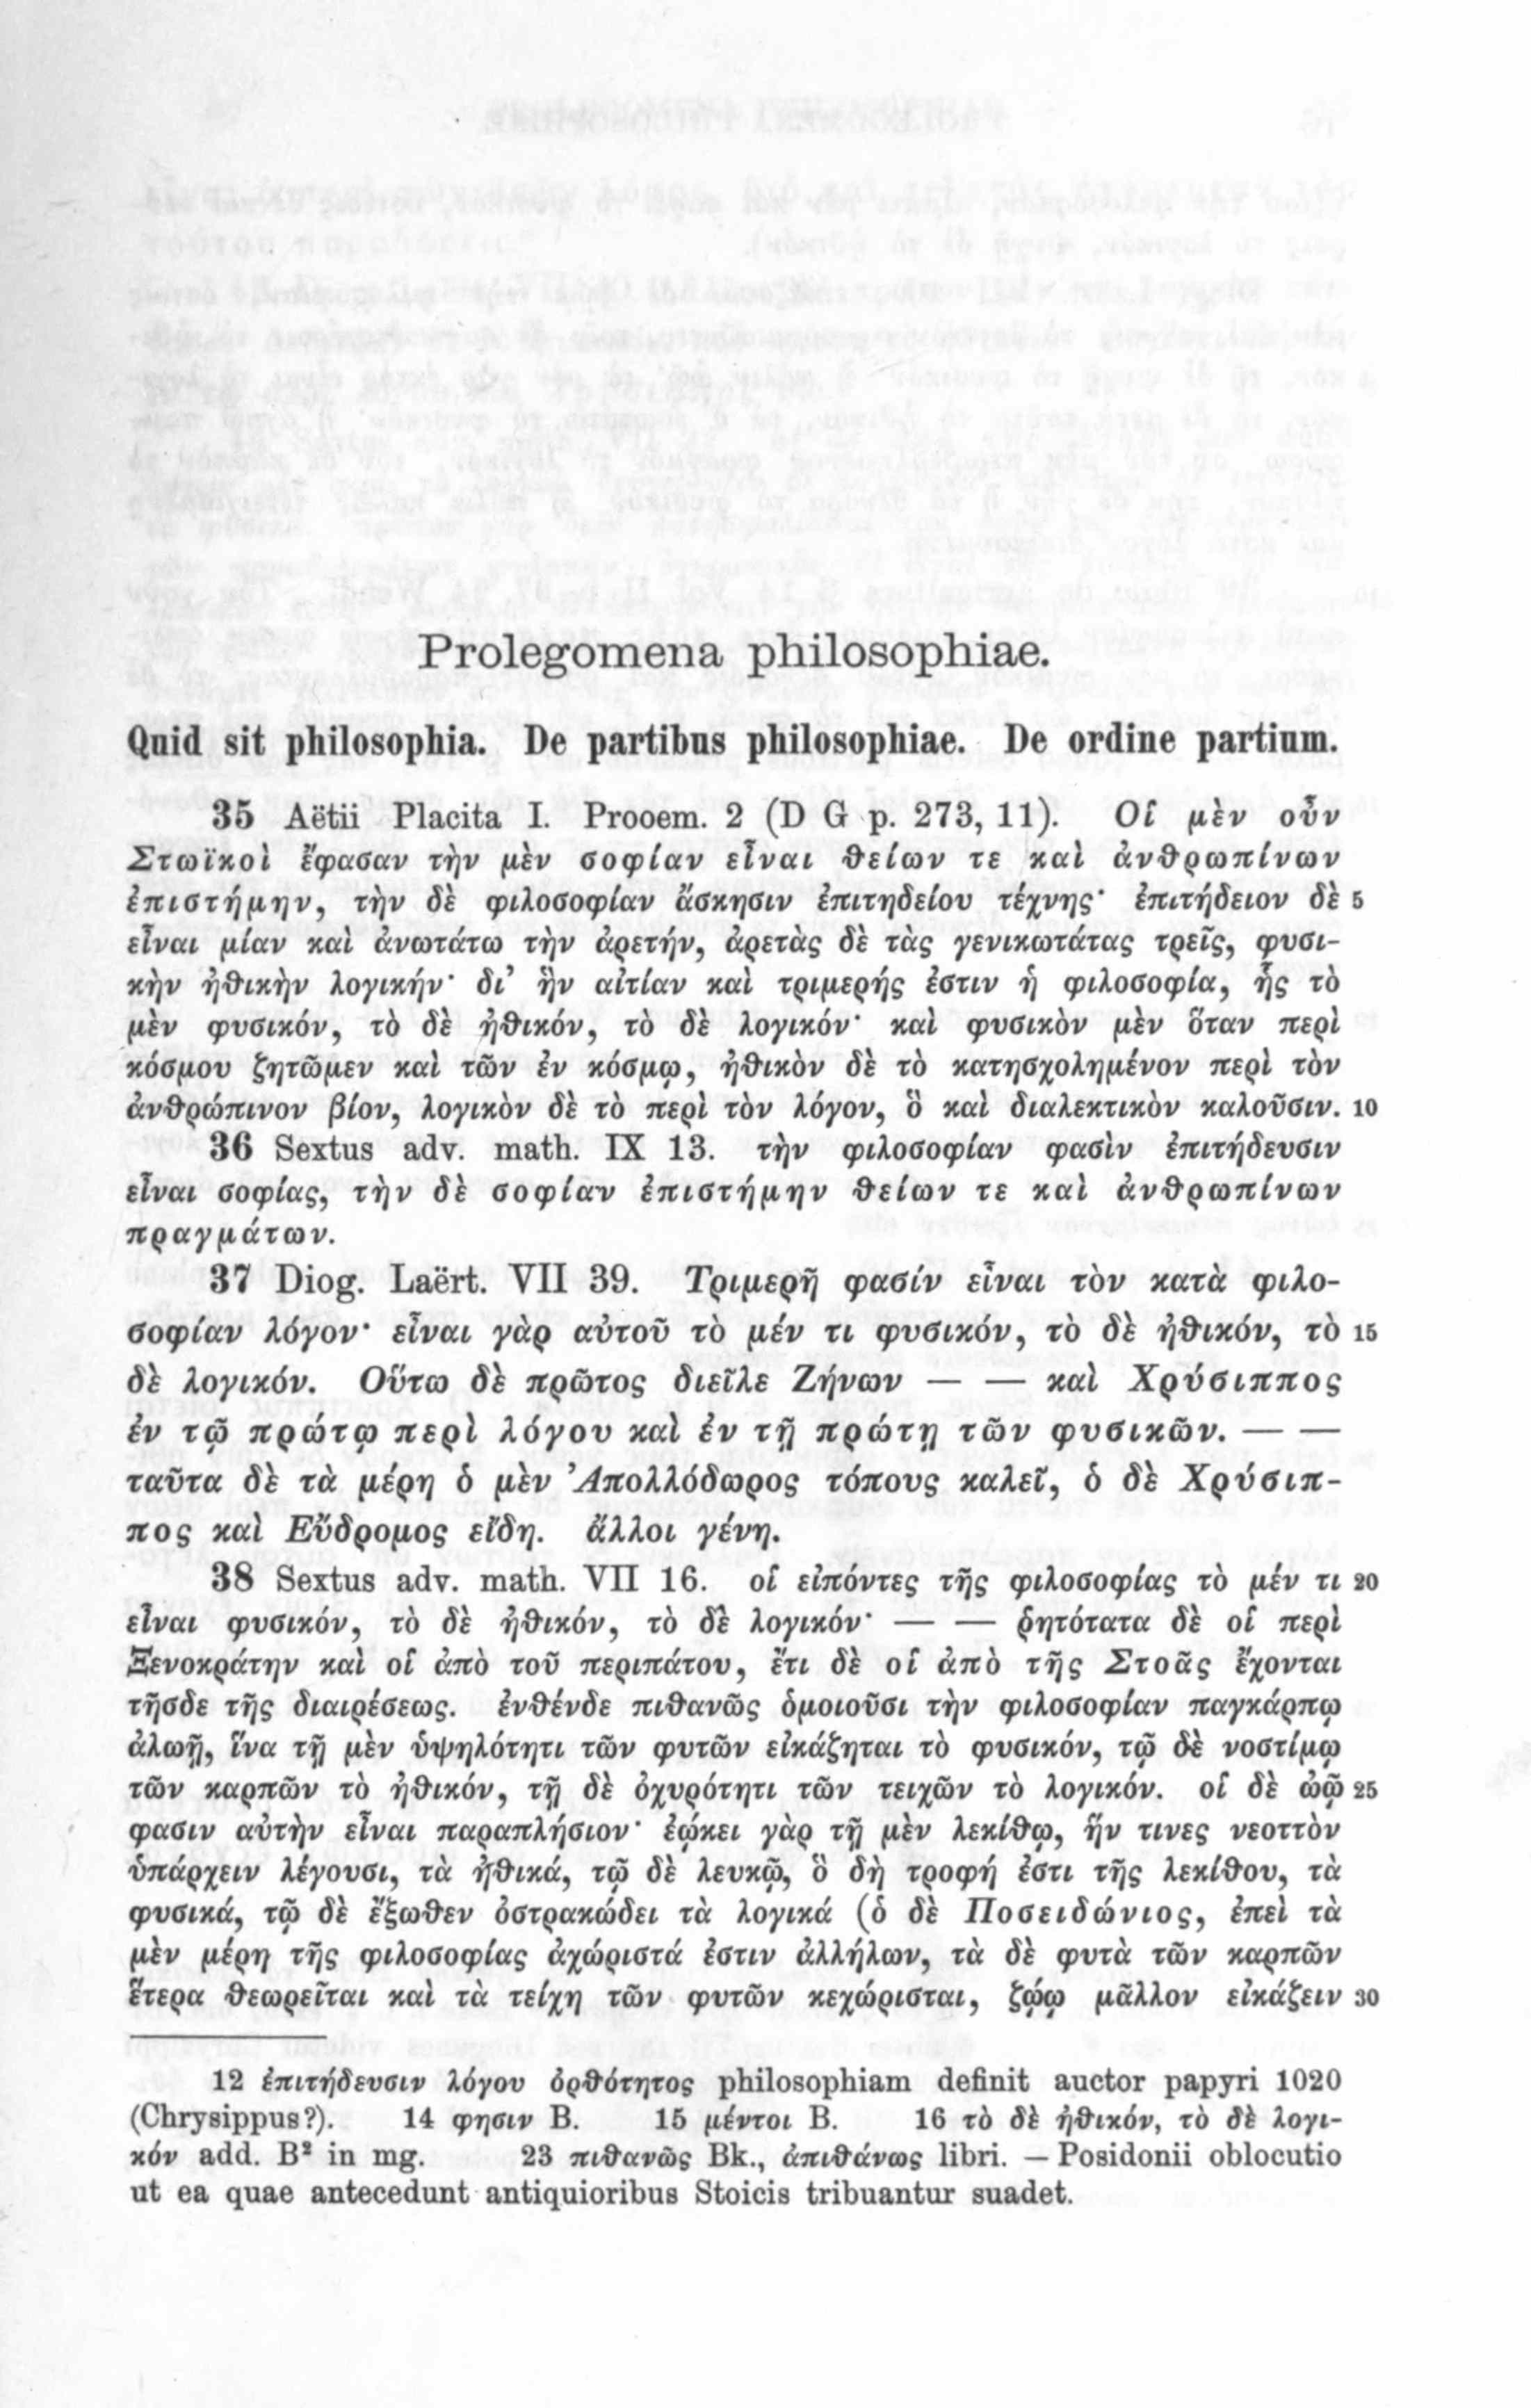 Prolegomena philosophiae.
Quid sit philosophia. De partibus philosophiae. De ordine partium.
35 Aëtii Placita I. Prooem. 2 (D G p. 273, 11). Οἱ μὲν οὖν
Στωϊκοὶ ἔφασαν τὴν μὲν σοφίαν εἶναι θείων τε καὶ ἀνθρωπίνων
ἐπιστήμην, τὴν δὲ φιλοσοφίαν ἄσκησιν ἐπιτηδείου τέχνης· ἐπιτήδειον δὲ 5
εἶναι μίαν καὶ ἀνωτάτω τὴν ἀρετήν, ἀρετὰς δὲ τὰς γενικωτάτας τρεῖς, φυσι-
κὴν ἠθικὴν λογικήν· δι’ ἣν αἰτίαν καὶ τριμερής ἐστιν ἡ φιλοσοφία, ἧς τὸ
μὲν φυσικόν, τὸ δὲ ἠθικόν, τὸ δὲ λογικόν· καὶ φυσικὸν μὲν ὅταν περὶ
κόσμου ζητῶμεν καὶ τῶν ἐν κόσμῳ, ἠθικὸν δὲ τὸ κατησχολημένον περὶ τὸν
ἀνθρώπινον βίον, λογικὸν δὲ τὸ περὶ τὸν λόγον, ὃ καὶ διαλεκτικὸν καλοῦσιν. 10
36 Sextus adv. math. IX 13. τὴν φιλοσοφίαν φασὶν ἐπιτήδευσιν
εἶναι σοφίας, τὴν δὲ σοφίαν ἐπιστήμην θείων τε καὶ ἀνθρωπίνων
πραγμάτων.
37 Diog. Laërt. VII 39. Τριμερῆ φασίν εἶναι τὸν κατὰ φιλο-
σοφίαν λόγον· εἶναι γὰρ αὐτοῦ τὸ μέν τι φυσικόν, τὸ δὲ ἠθικόν, τὸ 15
δὲ λογικόν. Οὕτω δὲ πρῶτος διεῖλε Ζήνων — — καὶ Χρύσιππος
ἐν τῷ πρώτῳ περὶ λόγου καὶ ἐν τῇ πρώτῃ τῶν φυσικῶν. — —
ταῦτα δὲ τὰ μέρη ὁ μὲν Ἀπολλόδωρος τόπους καλεῖ, ὁ δὲ Χρύσιπ-
πος καὶ Εὔδρομος εἴδη. ἄλλοι γένη.
38 Sextus adv. math. VII 16. οἱ εἰπόντες τῆς φιλοσοφίας τὸ μέν τι 20
εἶναι φυσικόν, τὸ δὲ ἠθικόν, τὸ δὲ λογικόν· — — ῥητότατα δὲ οἱ περὶ
Ξενοκράτην καὶ οἱ ἀπὸ τοῦ περιπάτου, ἔτι δὲ οἱ ἀπὸ τῆς Στοᾶς ἔχονται
τῆσδε τῆς διαιρέσεως. ἐνθένδε πιθανῶς ὁμοιοῦσι τὴν φιλοσοφίαν παγκάρπῳ
ἀλωῇ, ἵνα τῇ μὲν ὑψηλότητι τῶν φυτῶν εἰκάζηται τὸ φυσικόν, τῷ δὲ νοστίμῳ
τῶν καρπῶν τὸ ἠθικόν, τῇ δὲ ὀχυρότητι τῶν τειχῶν τὸ λογικόν. οἱ δὲ ὠῷ 25
φασιν αὐτὴν εἶναι παραπλήσιον· ἐῴκει γὰρ τῇ μὲν λεκίθῳ, ἥν τινες νεοττὸν
ὑπάρχειν λέγουσι, τὰ ἠθικά, τῷ δὲ λευκῷ, ὃ δὴ τροφή ἐστι τῆς λεκίθου, τὰ
φυσικά, τῷ δὲ ἔξωθεν ὀστρακώδει τὰ λογικά (ὁ δὲ Ποσειδώνιος, ἐπεὶ τὰ
μὲν μέρη τῆς φιλοσοφίας ἀχώριστά ἐστιν ἀλλήλων, τὰ δὲ φυτὰ τῶν καρπῶν
ἕτερα θεωρεῖται καὶ τὰ τείχη τῶν φυτῶν κεχώρισται, ζῴῳ μᾶλλον εἰκάζειν 30
12 ἐπιτήδευσιν λόγου ὀρθότητος philosophiam definit auctor papyri 1020
(Chrysippus?). 14 φησιν B. 15 μέντοι B. 16 τὸ δὲ ἠθικόν, τὸ δὲ λογι-
κόν add. B² in mg. 23 πιθανῶς Bk., ἀπιθάνως libri. — Posidonii oblocutio
ut ea quae antecedunt antiquioribus Stoicis tribuantur suadet.